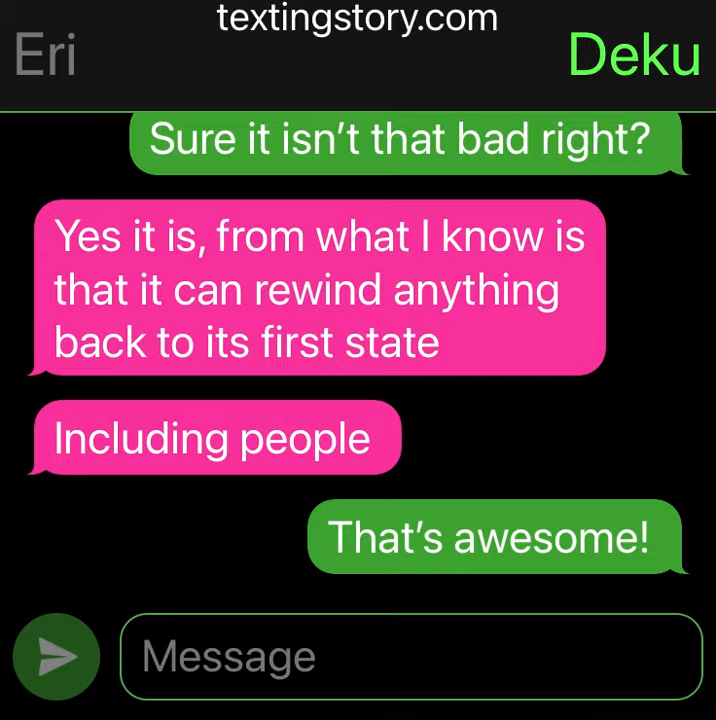 textingstory.com
Eri
Deku
Sure it isn’t that bad right?
Yes it is, from what I know is
that it can rewind anything
back to its first state
Including people
That’s awesome!
Message